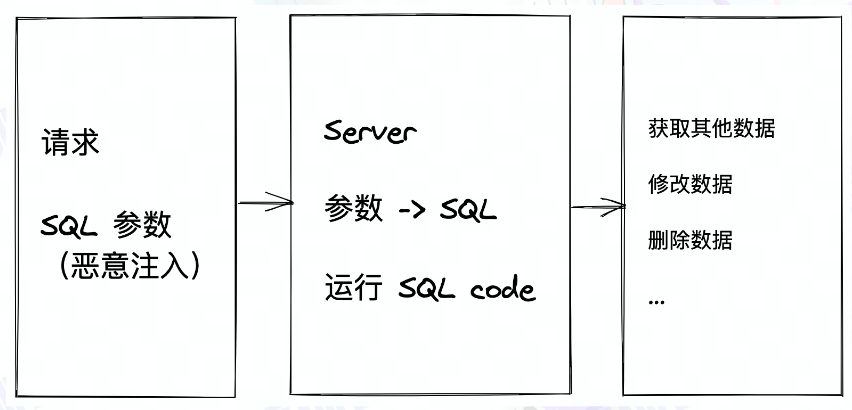 请求
SQL 参数
（恶意注入）
Server
参数 -> SQL
运行 SQL code
获取其他数据
修改数据
删除数据
...